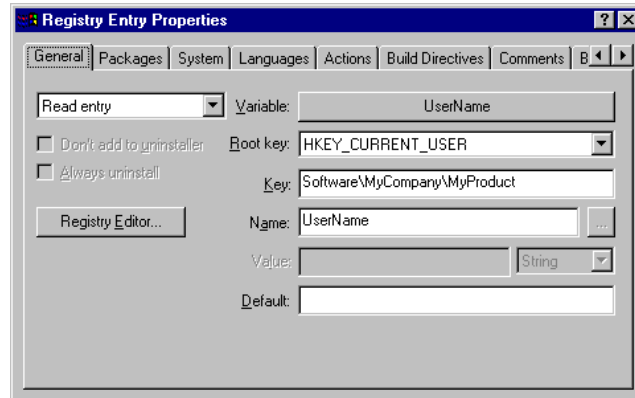 Registry Entry Properties
General Packages System Languages Actions Build Directives Comments B
Read entry Variable: UserName
Don't add to uninstaller Root key: HKEY_CURRENT_USER
Always uninstall Key: Software\MyCompany\MyProduct
Registry Editor... Name: UserName ...
Value: String
Default: